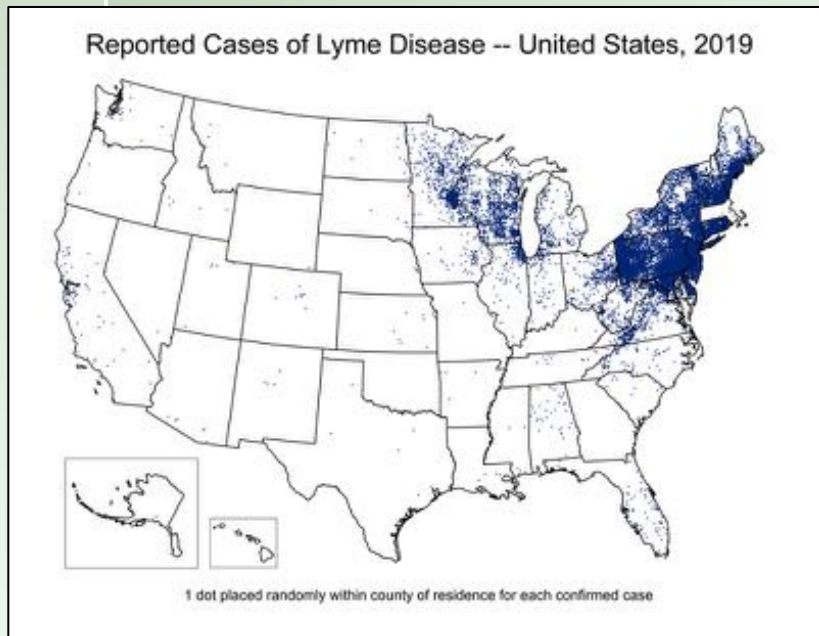 Reported Cases of Lyme Disease -- United States, 2019
1 dot placed randomly within county of residence for each confirmed case